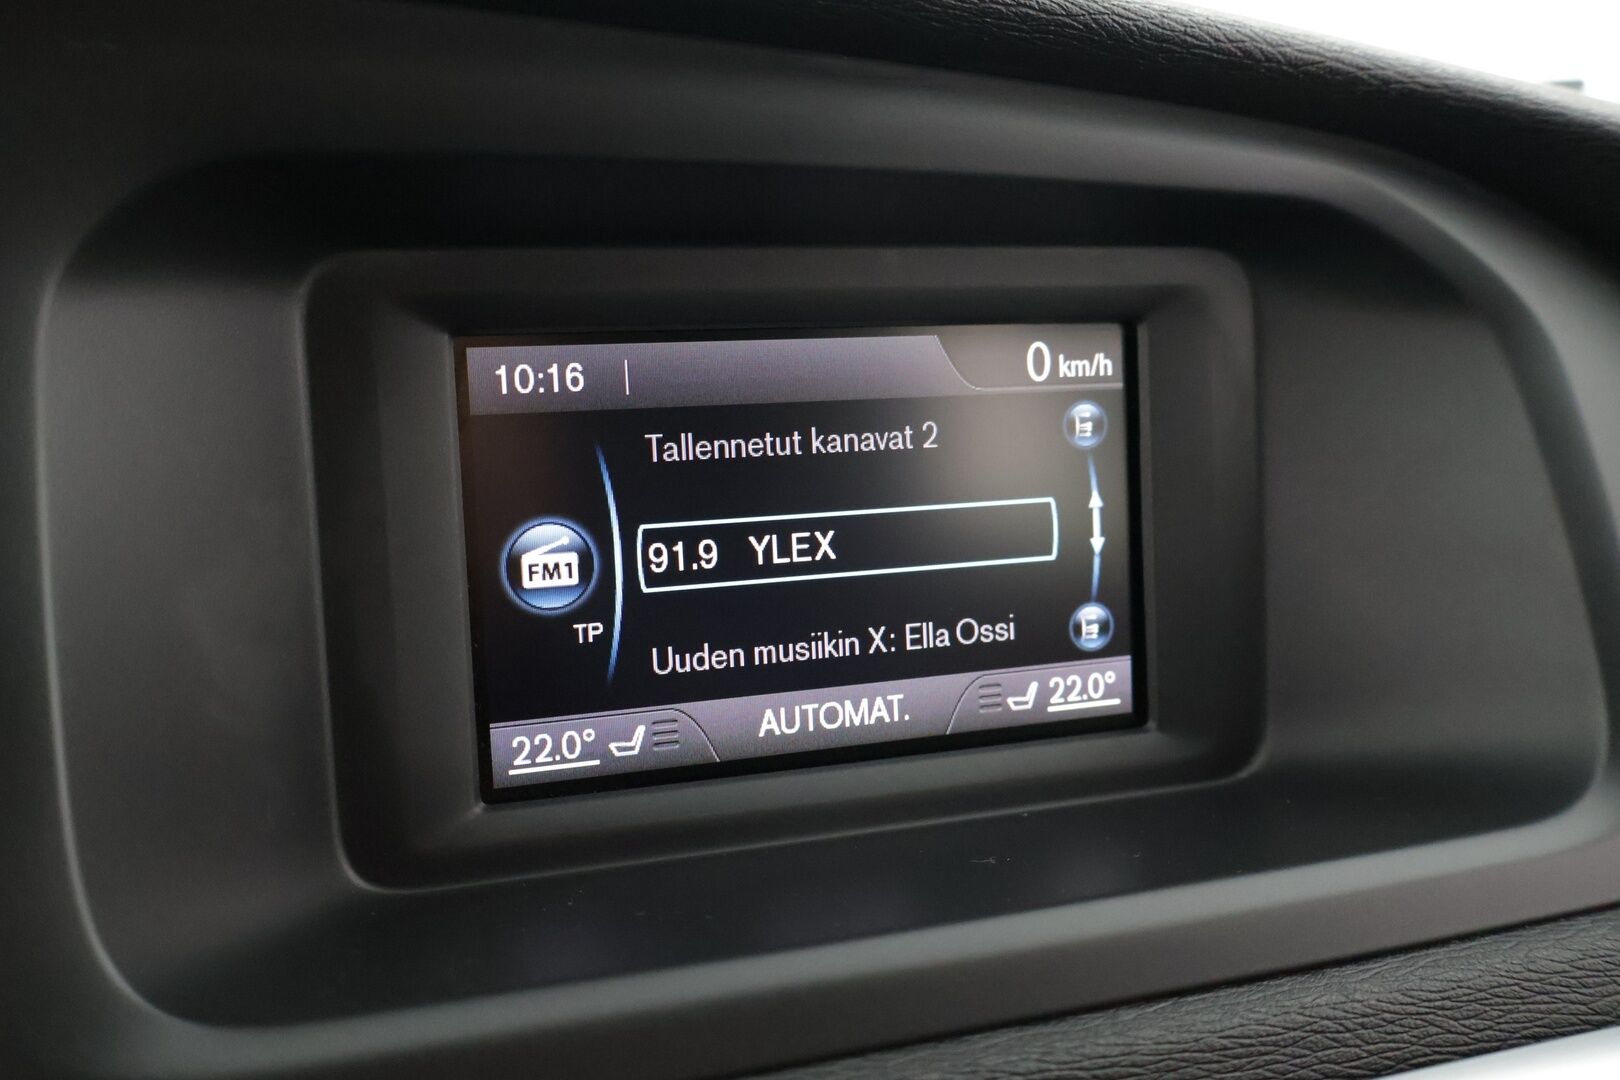 10:16
0 km/h
Tallennetut kanavat 2
91.9 YLEX
FM1
TP
Uuden musiikin X: Ella Ossi
22.0° AUTOMAT. 22.0°